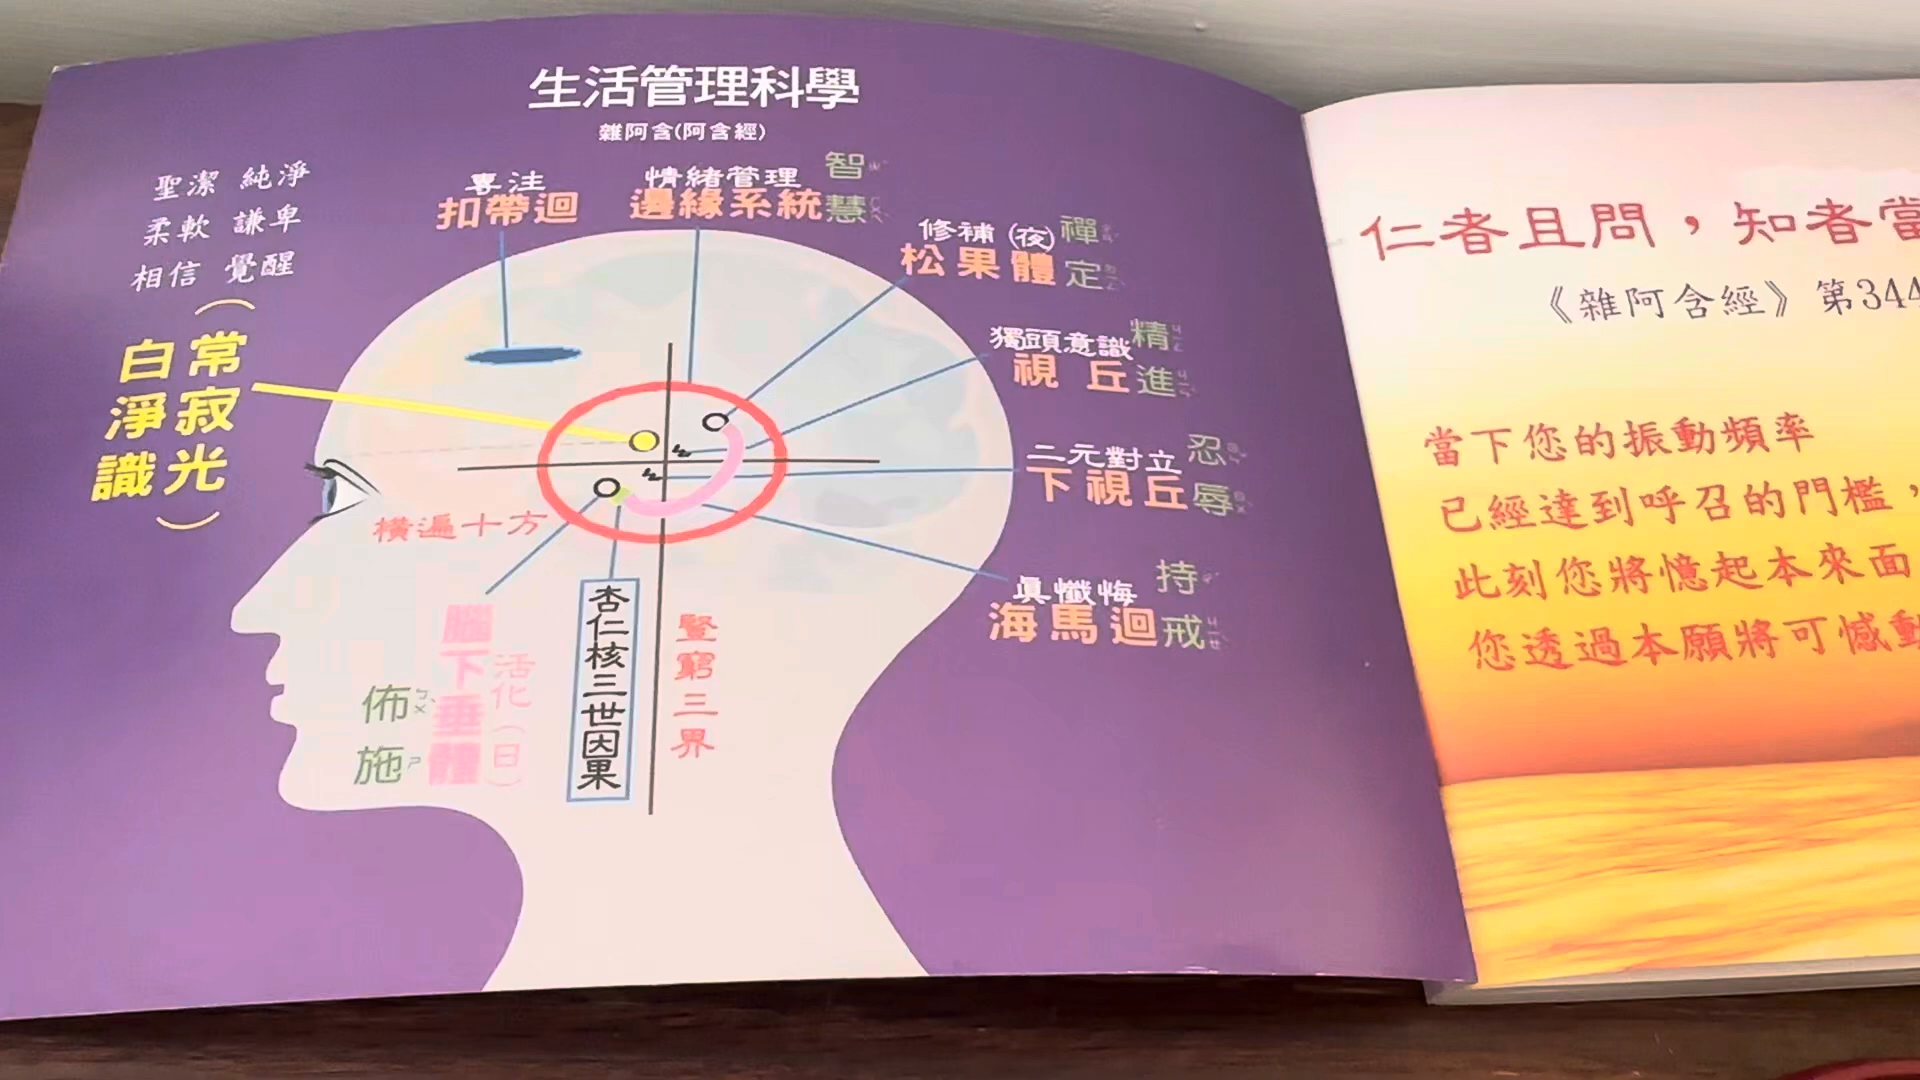 生活管理科學
雜阿含(阿含經)
聖潔 純淨
柔軟 謙卑
相信 覺醒
(常寂光
白淨識)
專注
扣帶迴
情緒管理
邊緣系統
智慧
修補(夜)
松果體
禪定
獨頭意識
視丘
精進
二元對立
下視丘
忍辱
真懺悔
海馬迴
持戒
橫遍十方
豎窮三界
杏仁核三世因果
活化(日)
腦下垂體
佈施
仁者且問，知者當
《雜阿含經》第344
當下您的振動頻率
已經達到呼召的門檻，
此刻您將憶起本來面
您透過本願將可憾動